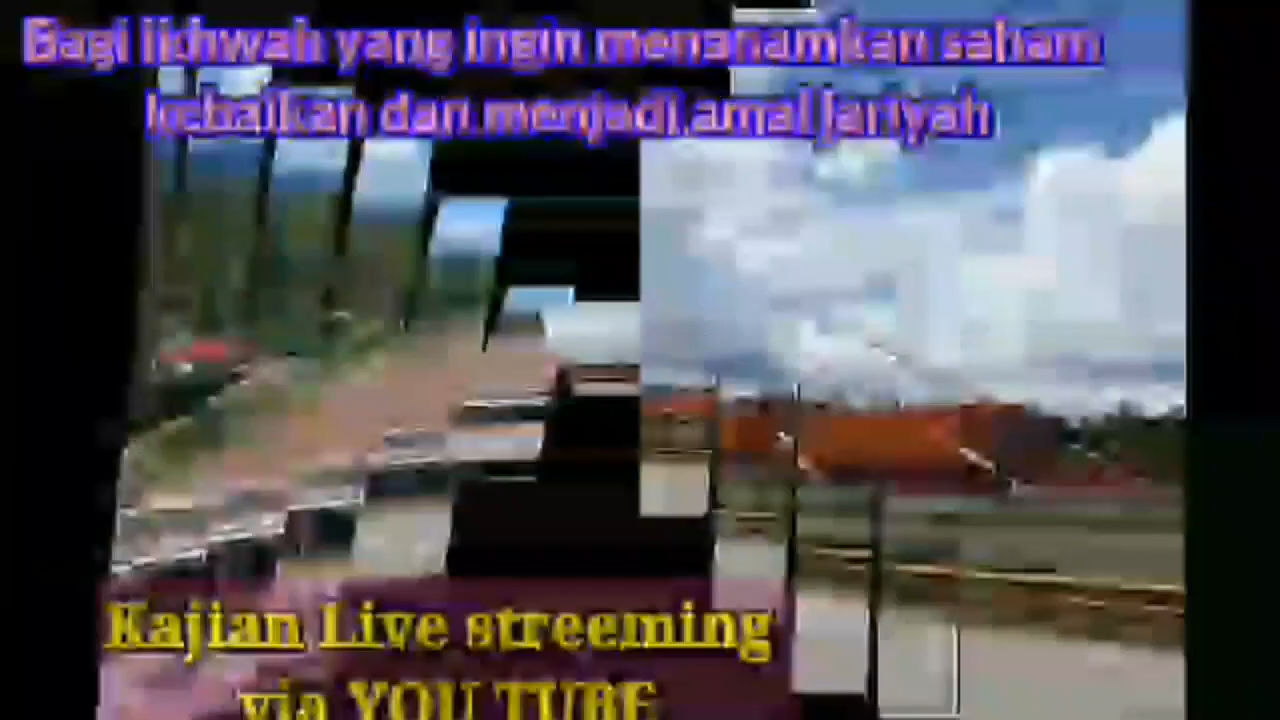 Bagi ikhwah yang ingin menanamkan saham
kebaikan dan menjadi amal jariyah
Kajian Live streeming
via YOU TUBE